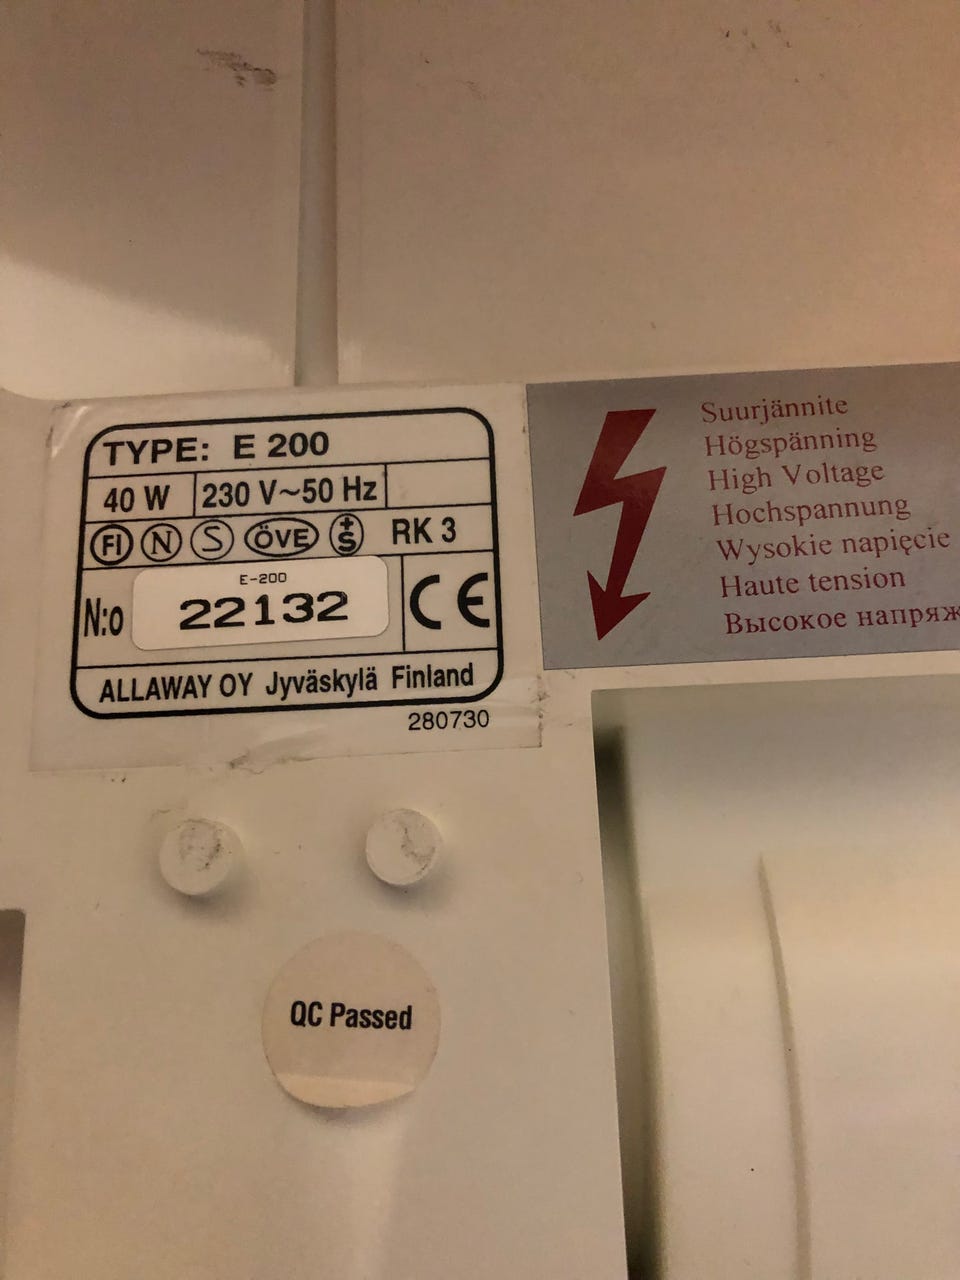 TYPE: E 200
40 W 230 V~50 Hz
FI N S ÖVE +S RK 3
E-200
N:o 22132 CE
ALLAWAY OY Jyväskylä Finland
280730
Suurjännite
Högspänning
High Voltage
Hochspannung
Wysokie napięcie
Haute tension
Высокое напряж
QC Passed